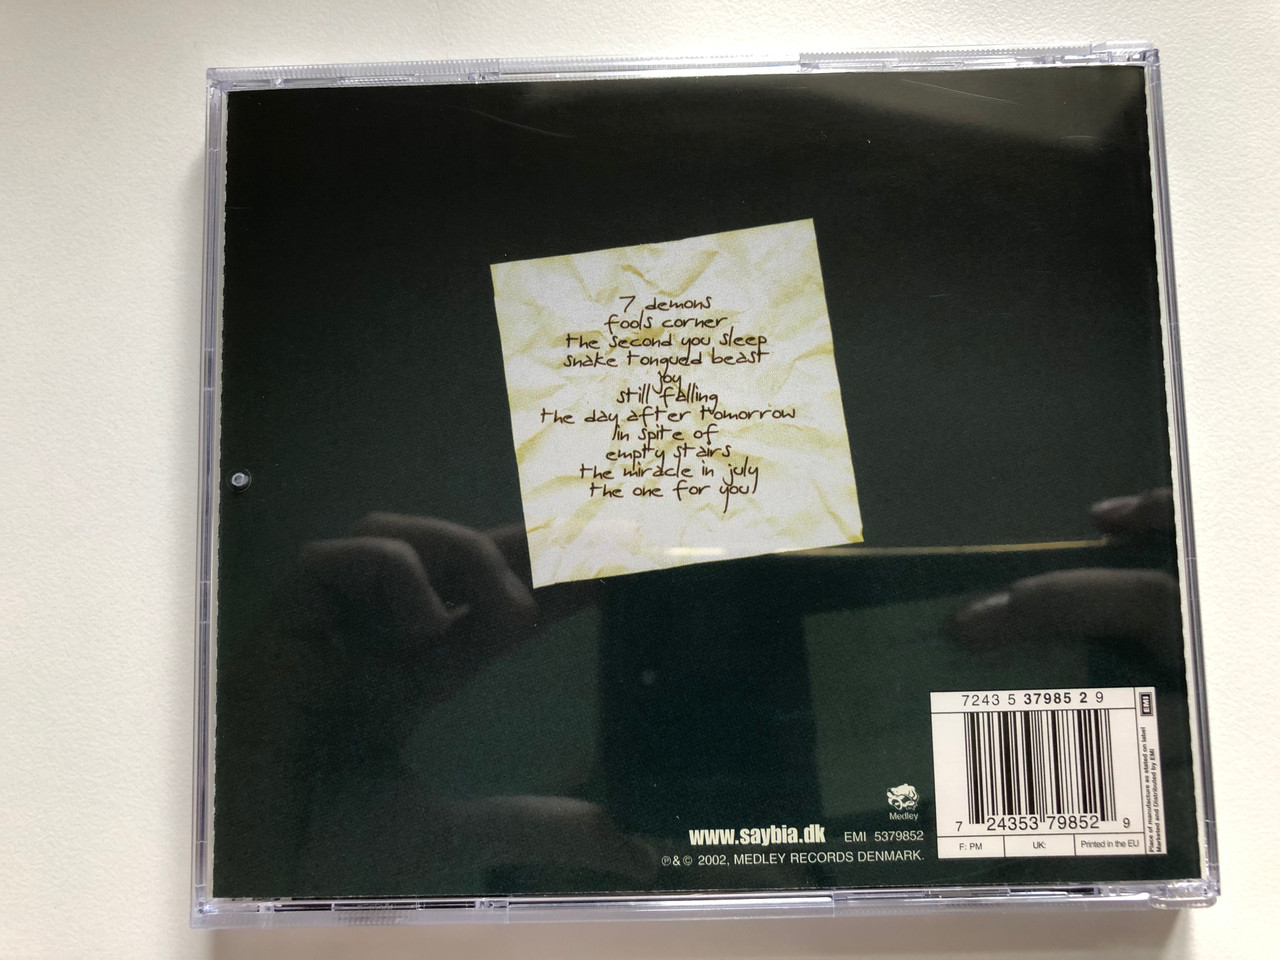 7 demons
fools corner
the second you sleep
snake tongued beast
joy
still falling
the day after tomorrow
in spite of
empty stairs
the miracle in july
the one for you
7243 5 37985 2 9
EMI
Place of manufacture as stated on label
Marketed and Distributed by EMI
7 24353 79852 9
F: PM
UK:
Printed in the EU
Medley
www.saybia.dk EMI 5379852
℗&© 2002, MEDLEY RECORDS DENMARK.